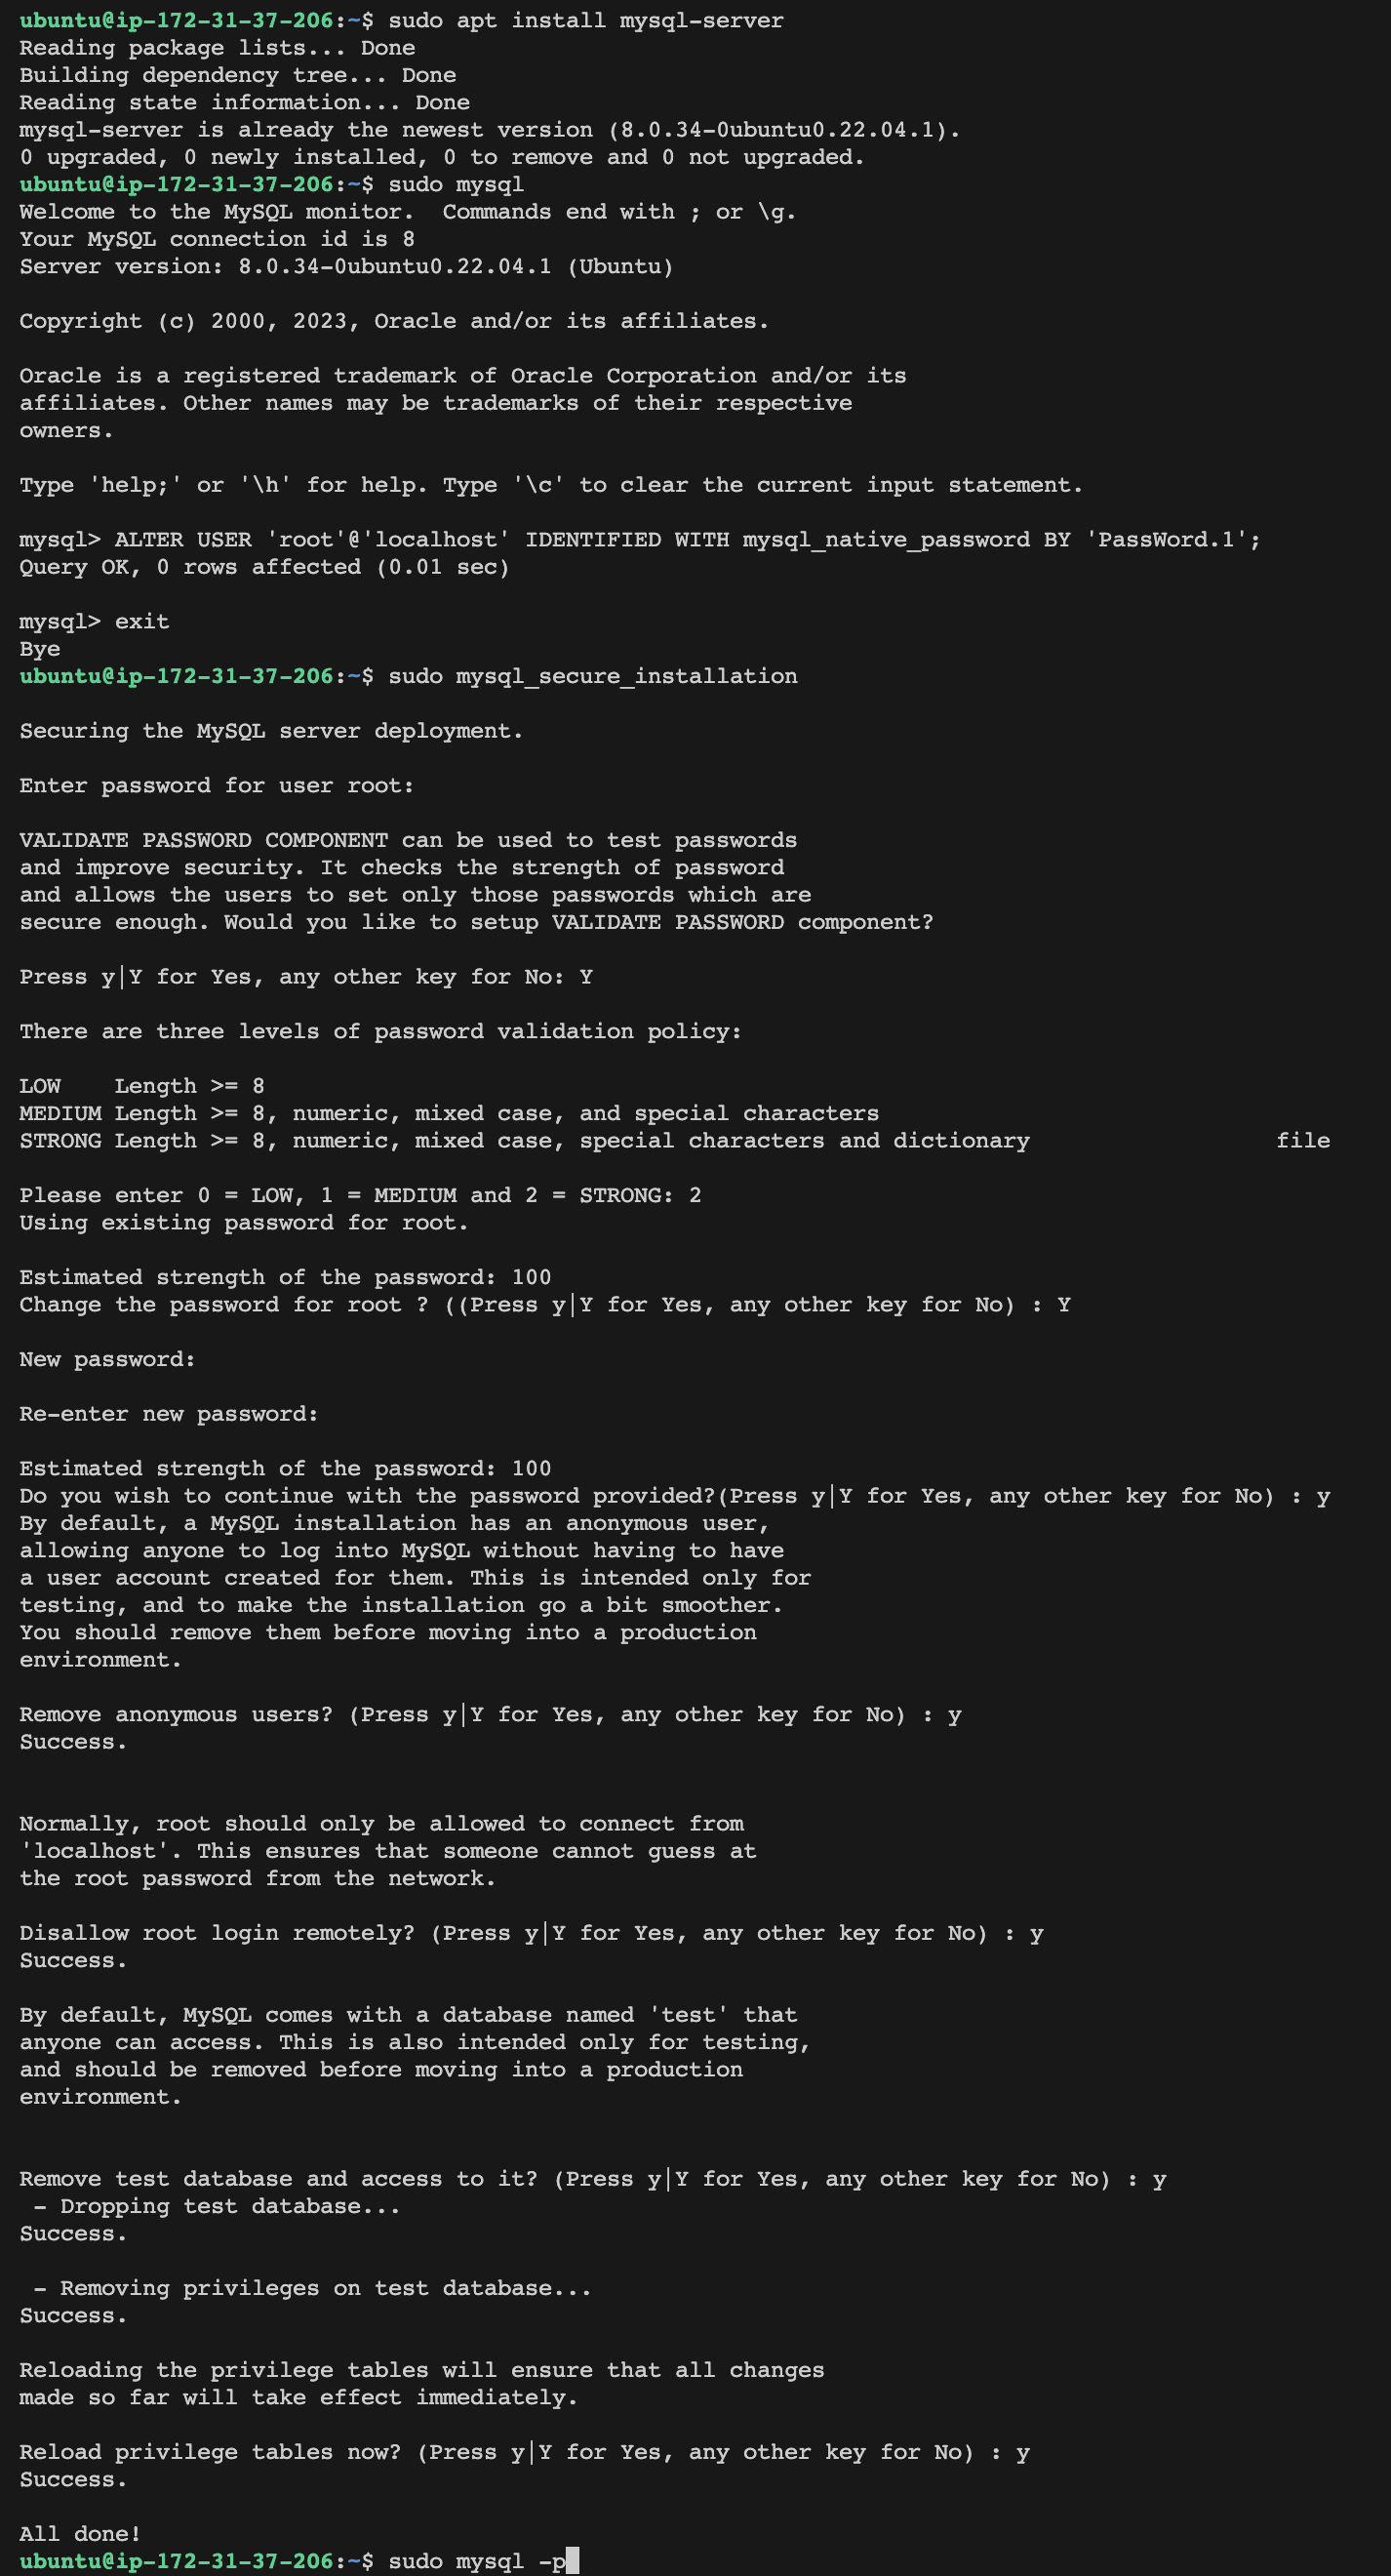 ubuntu@ip-172-31-37-206:~$ sudo apt install mysql-server
Reading package lists... Done
Building dependency tree... Done
Reading state information... Done
mysql-server is already the newest version (8.0.34-0ubuntu0.22.04.1).
0 upgraded, 0 newly installed, 0 to remove and 0 not upgraded.
ubuntu@ip-172-31-37-206:~$ sudo mysql
Welcome to the MySQL monitor.  Commands end with ; or \g.
Your MySQL connection id is 8
Server version: 8.0.34-0ubuntu0.22.04.1 (Ubuntu)

Copyright (c) 2000, 2023, Oracle and/or its affiliates.

Oracle is a registered trademark of Oracle Corporation and/or its
affiliates. Other names may be trademarks of their respective
owners.

Type 'help;' or '\h' for help. Type '\c' to clear the current input statement.

mysql> ALTER USER 'root'@'localhost' IDENTIFIED WITH mysql_native_password BY 'PassWord.1';
Query OK, 0 rows affected (0.01 sec)

mysql> exit
Bye
ubuntu@ip-172-31-37-206:~$ sudo mysql_secure_installation

Securing the MySQL server deployment.

Enter password for user root:

VALIDATE PASSWORD COMPONENT can be used to test passwords
and improve security. It checks the strength of password
and allows the users to set only those passwords which are
secure enough. Would you like to setup VALIDATE PASSWORD component?

Press y|Y for Yes, any other key for No: Y

There are three levels of password validation policy:

LOW    Length >= 8
MEDIUM Length >= 8, numeric, mixed case, and special characters
STRONG Length >= 8, numeric, mixed case, special characters and dictionary                  file

Please enter 0 = LOW, 1 = MEDIUM and 2 = STRONG: 2
Using existing password for root.

Estimated strength of the password: 100
Change the password for root ? ((Press y|Y for Yes, any other key for No) : Y

New password:

Re-enter new password:

Estimated strength of the password: 100
Do you wish to continue with the password provided?(Press y|Y for Yes, any other key for No) : y
By default, a MySQL installation has an anonymous user,
allowing anyone to log into MySQL without having to have
a user account created for them. This is intended only for
testing, and to make the installation go a bit smoother.
You should remove them before moving into a production
environment.

Remove anonymous users? (Press y|Y for Yes, any other key for No) : y
Success.


Normally, root should only be allowed to connect from
'localhost'. This ensures that someone cannot guess at
the root password from the network.

Disallow root login remotely? (Press y|Y for Yes, any other key for No) : y
Success.

By default, MySQL comes with a database named 'test' that
anyone can access. This is also intended only for testing,
and should be removed before moving into a production
environment.


Remove test database and access to it? (Press y|Y for Yes, any other key for No) : y
 - Dropping test database...
Success.

 - Removing privileges on test database...
Success.

Reloading the privilege tables will ensure that all changes
made so far will take effect immediately.

Reload privilege tables now? (Press y|Y for Yes, any other key for No) : y
Success.

All done!
ubuntu@ip-172-31-37-206:~$ sudo mysql -p